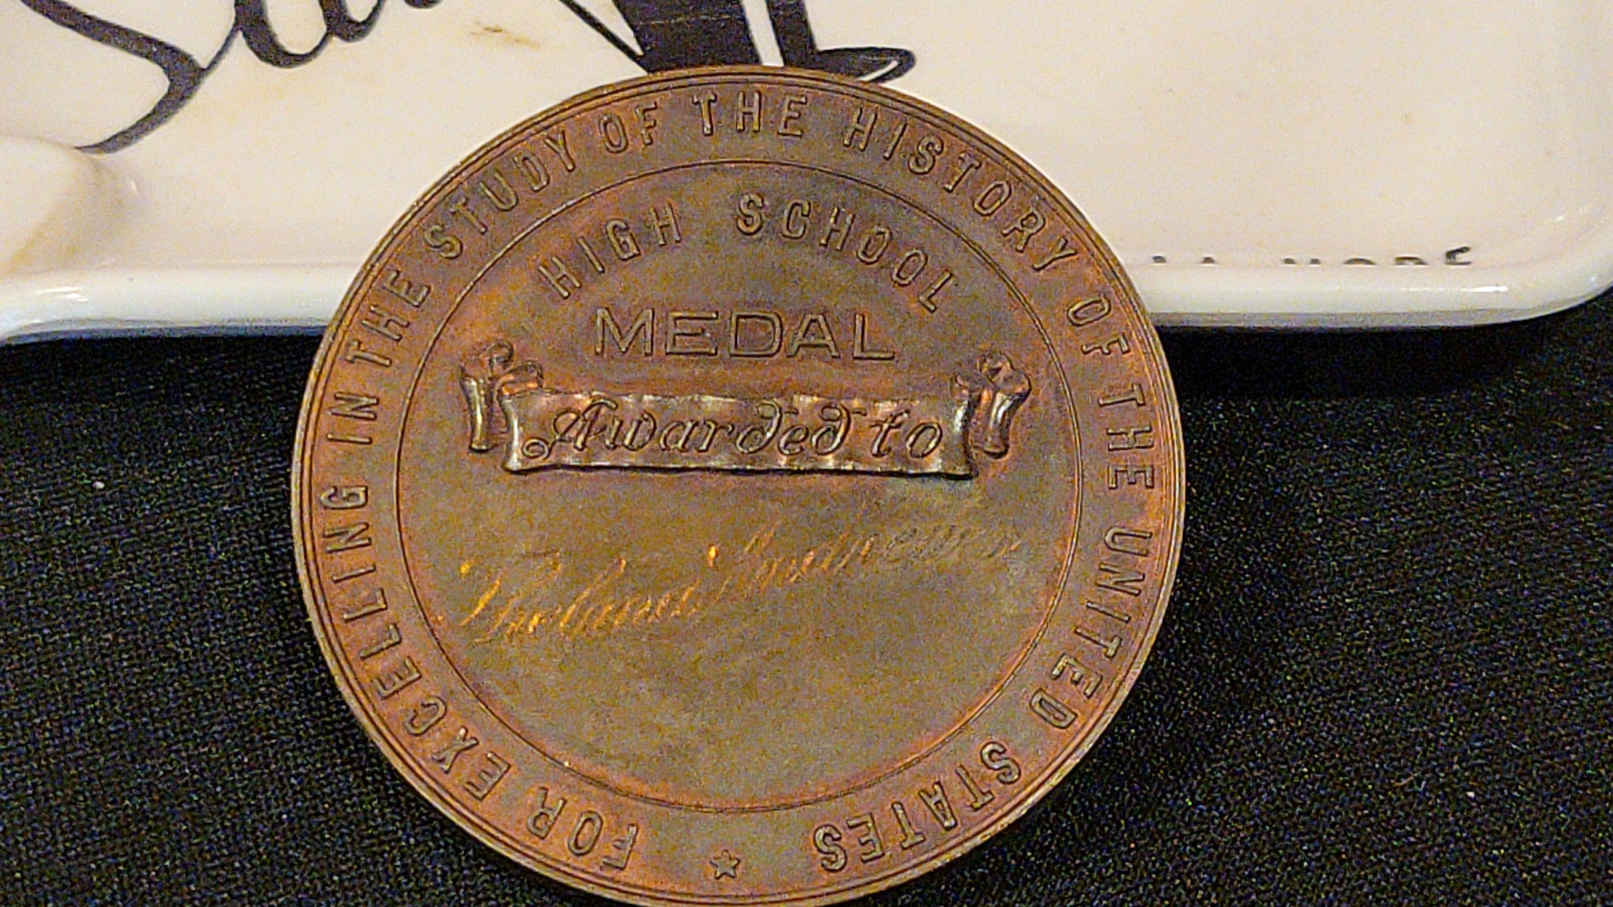 FOR EXCELLING IN THE STUDY OF THE HISTORY OF THE UNITED STATES
HIGH SCHOOL
MEDAL
Awarded to